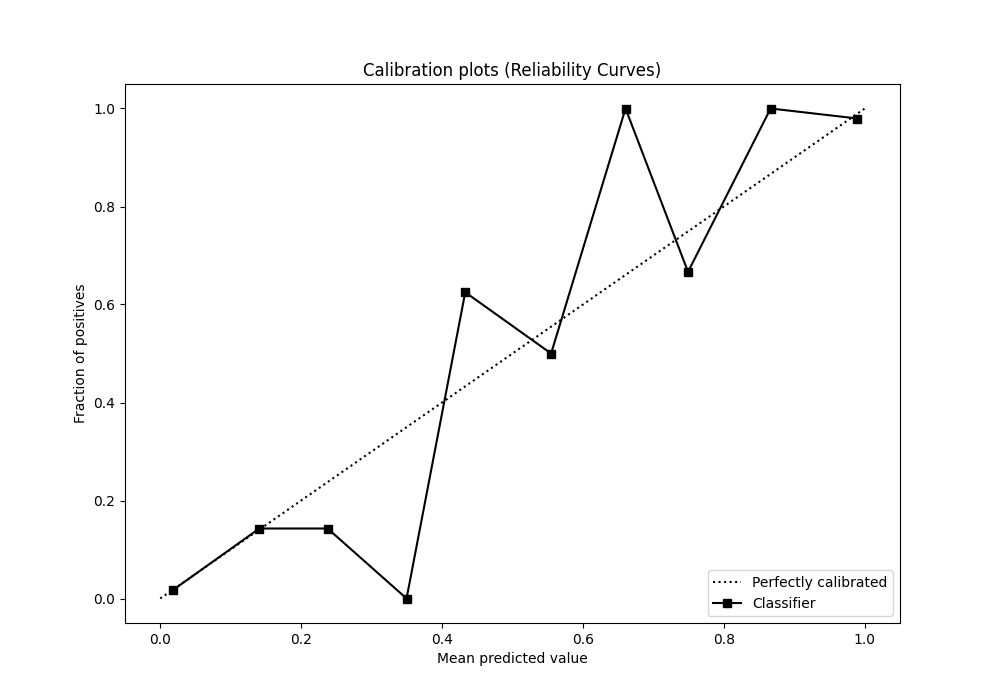 Calibration plots (Reliability Curves)
Fraction of positives
1.0
0.8
0.6
0.4
0.2
0.0
0.0 0.2 0.4 0.6 0.8 1.0
Mean predicted value
Perfectly calibrated
Classifier